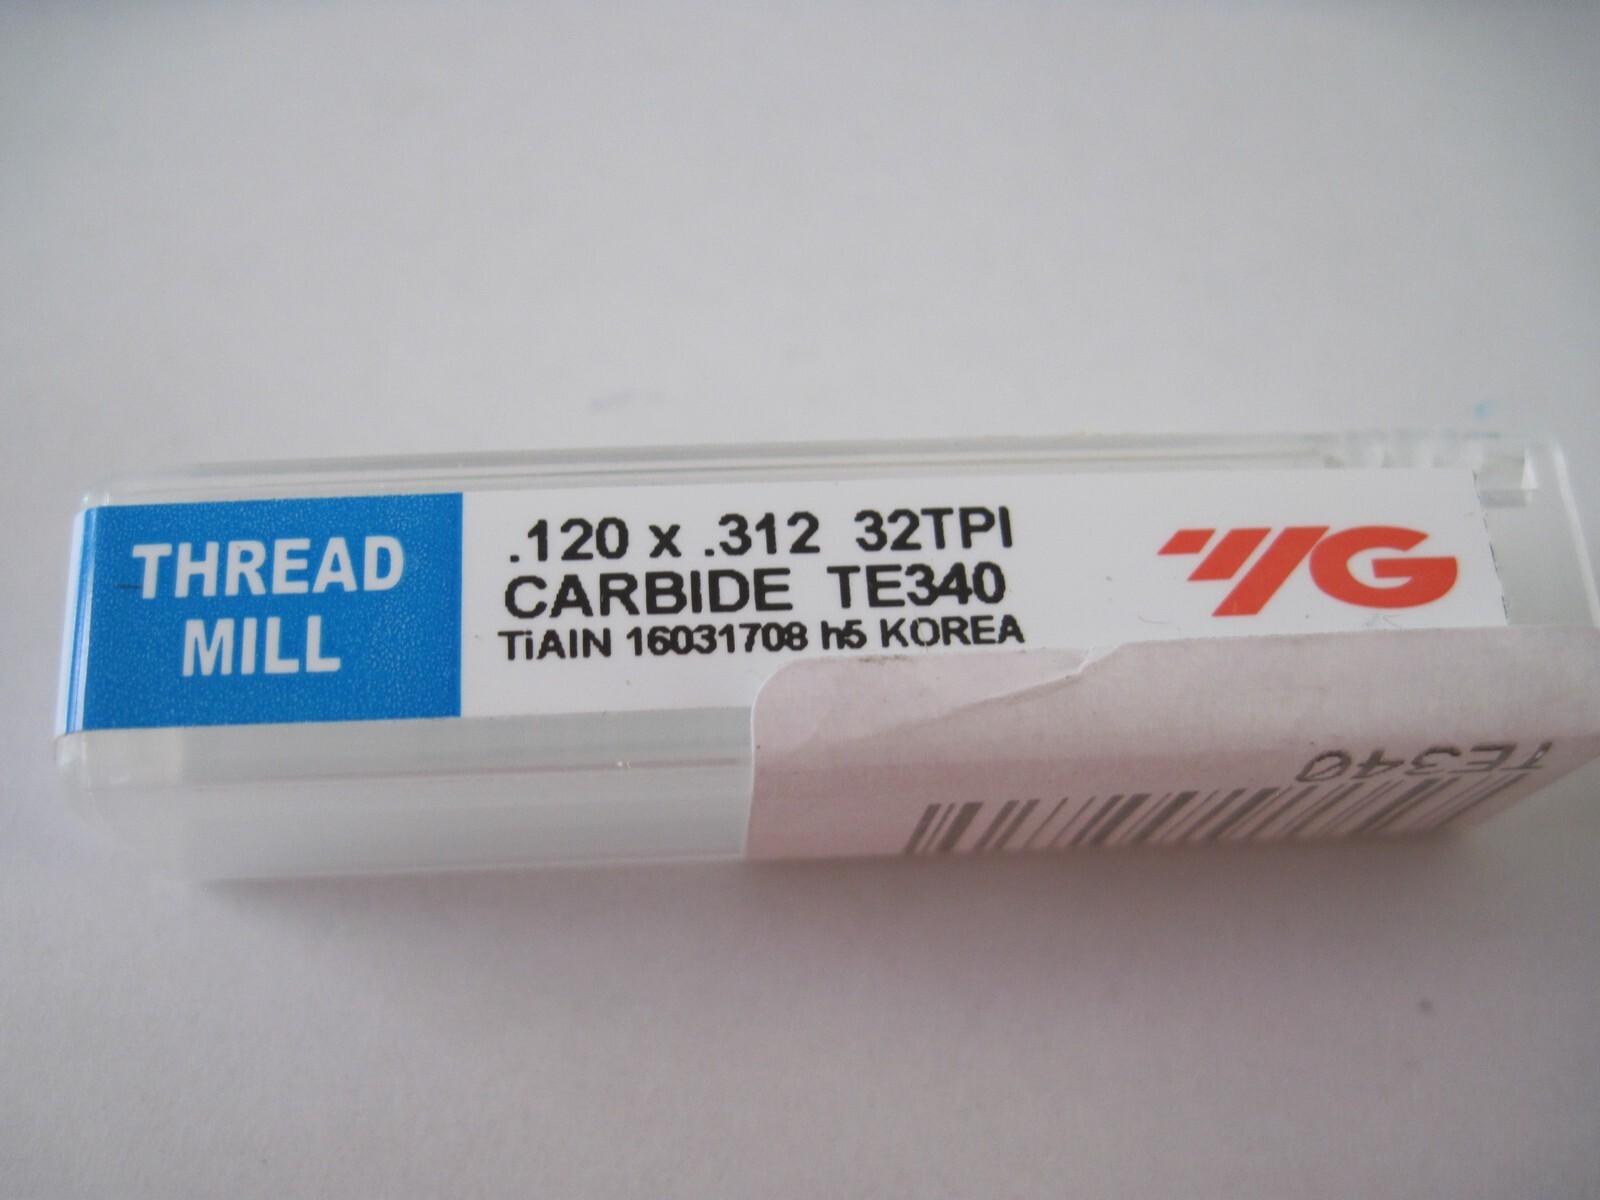 THREAD
MILL
.120 x .312 32TPI
CARBIDE TE340
TiAlN 16031708 h5 KOREA
YG
TE340